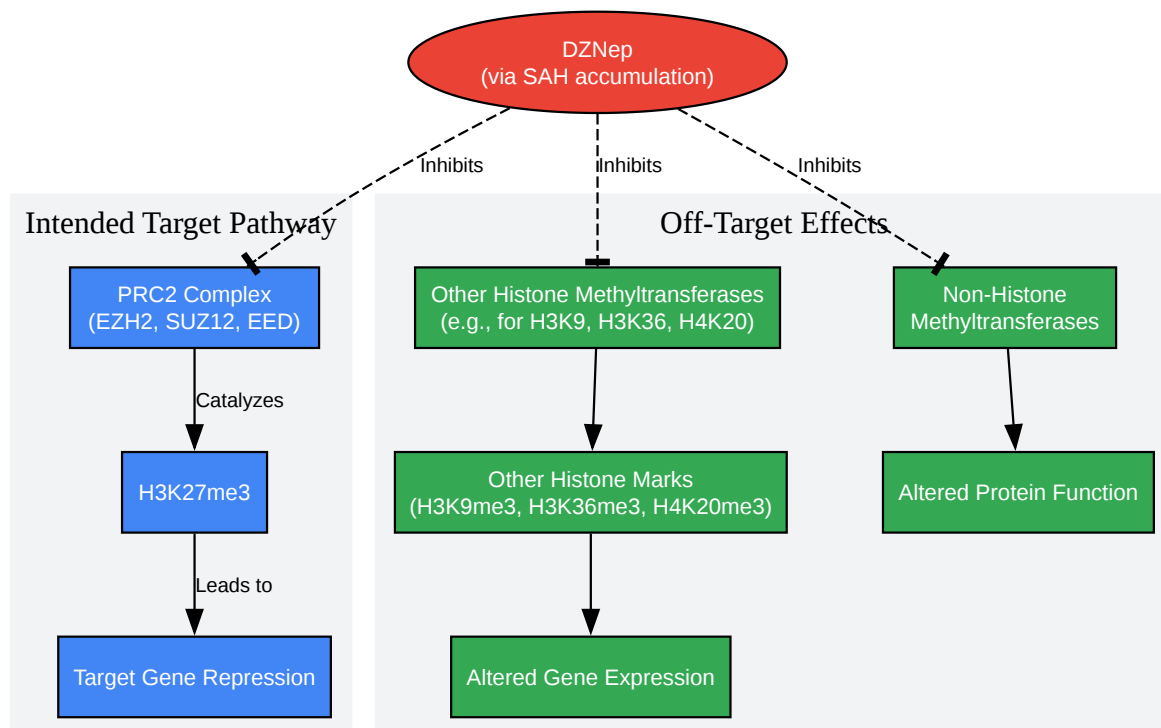 DZNep
(via SAH accumulation)
Inhibits
Inhibits
Inhibits
Intended Target Pathway
Off-Target Effects
PRC2 Complex
(EZH2, SUZ12, EED)
Other Histone Methyltransferases
(e.g., for H3K9, H3K36, H4K20)
Non-Histone
Methyltransferases
Catalyzes
H3K27me3
Other Histone Marks
(H3K9me3, H3K36me3, H4K20me3)
Altered Protein Function
Leads to
Target Gene Repression
Altered Gene Expression